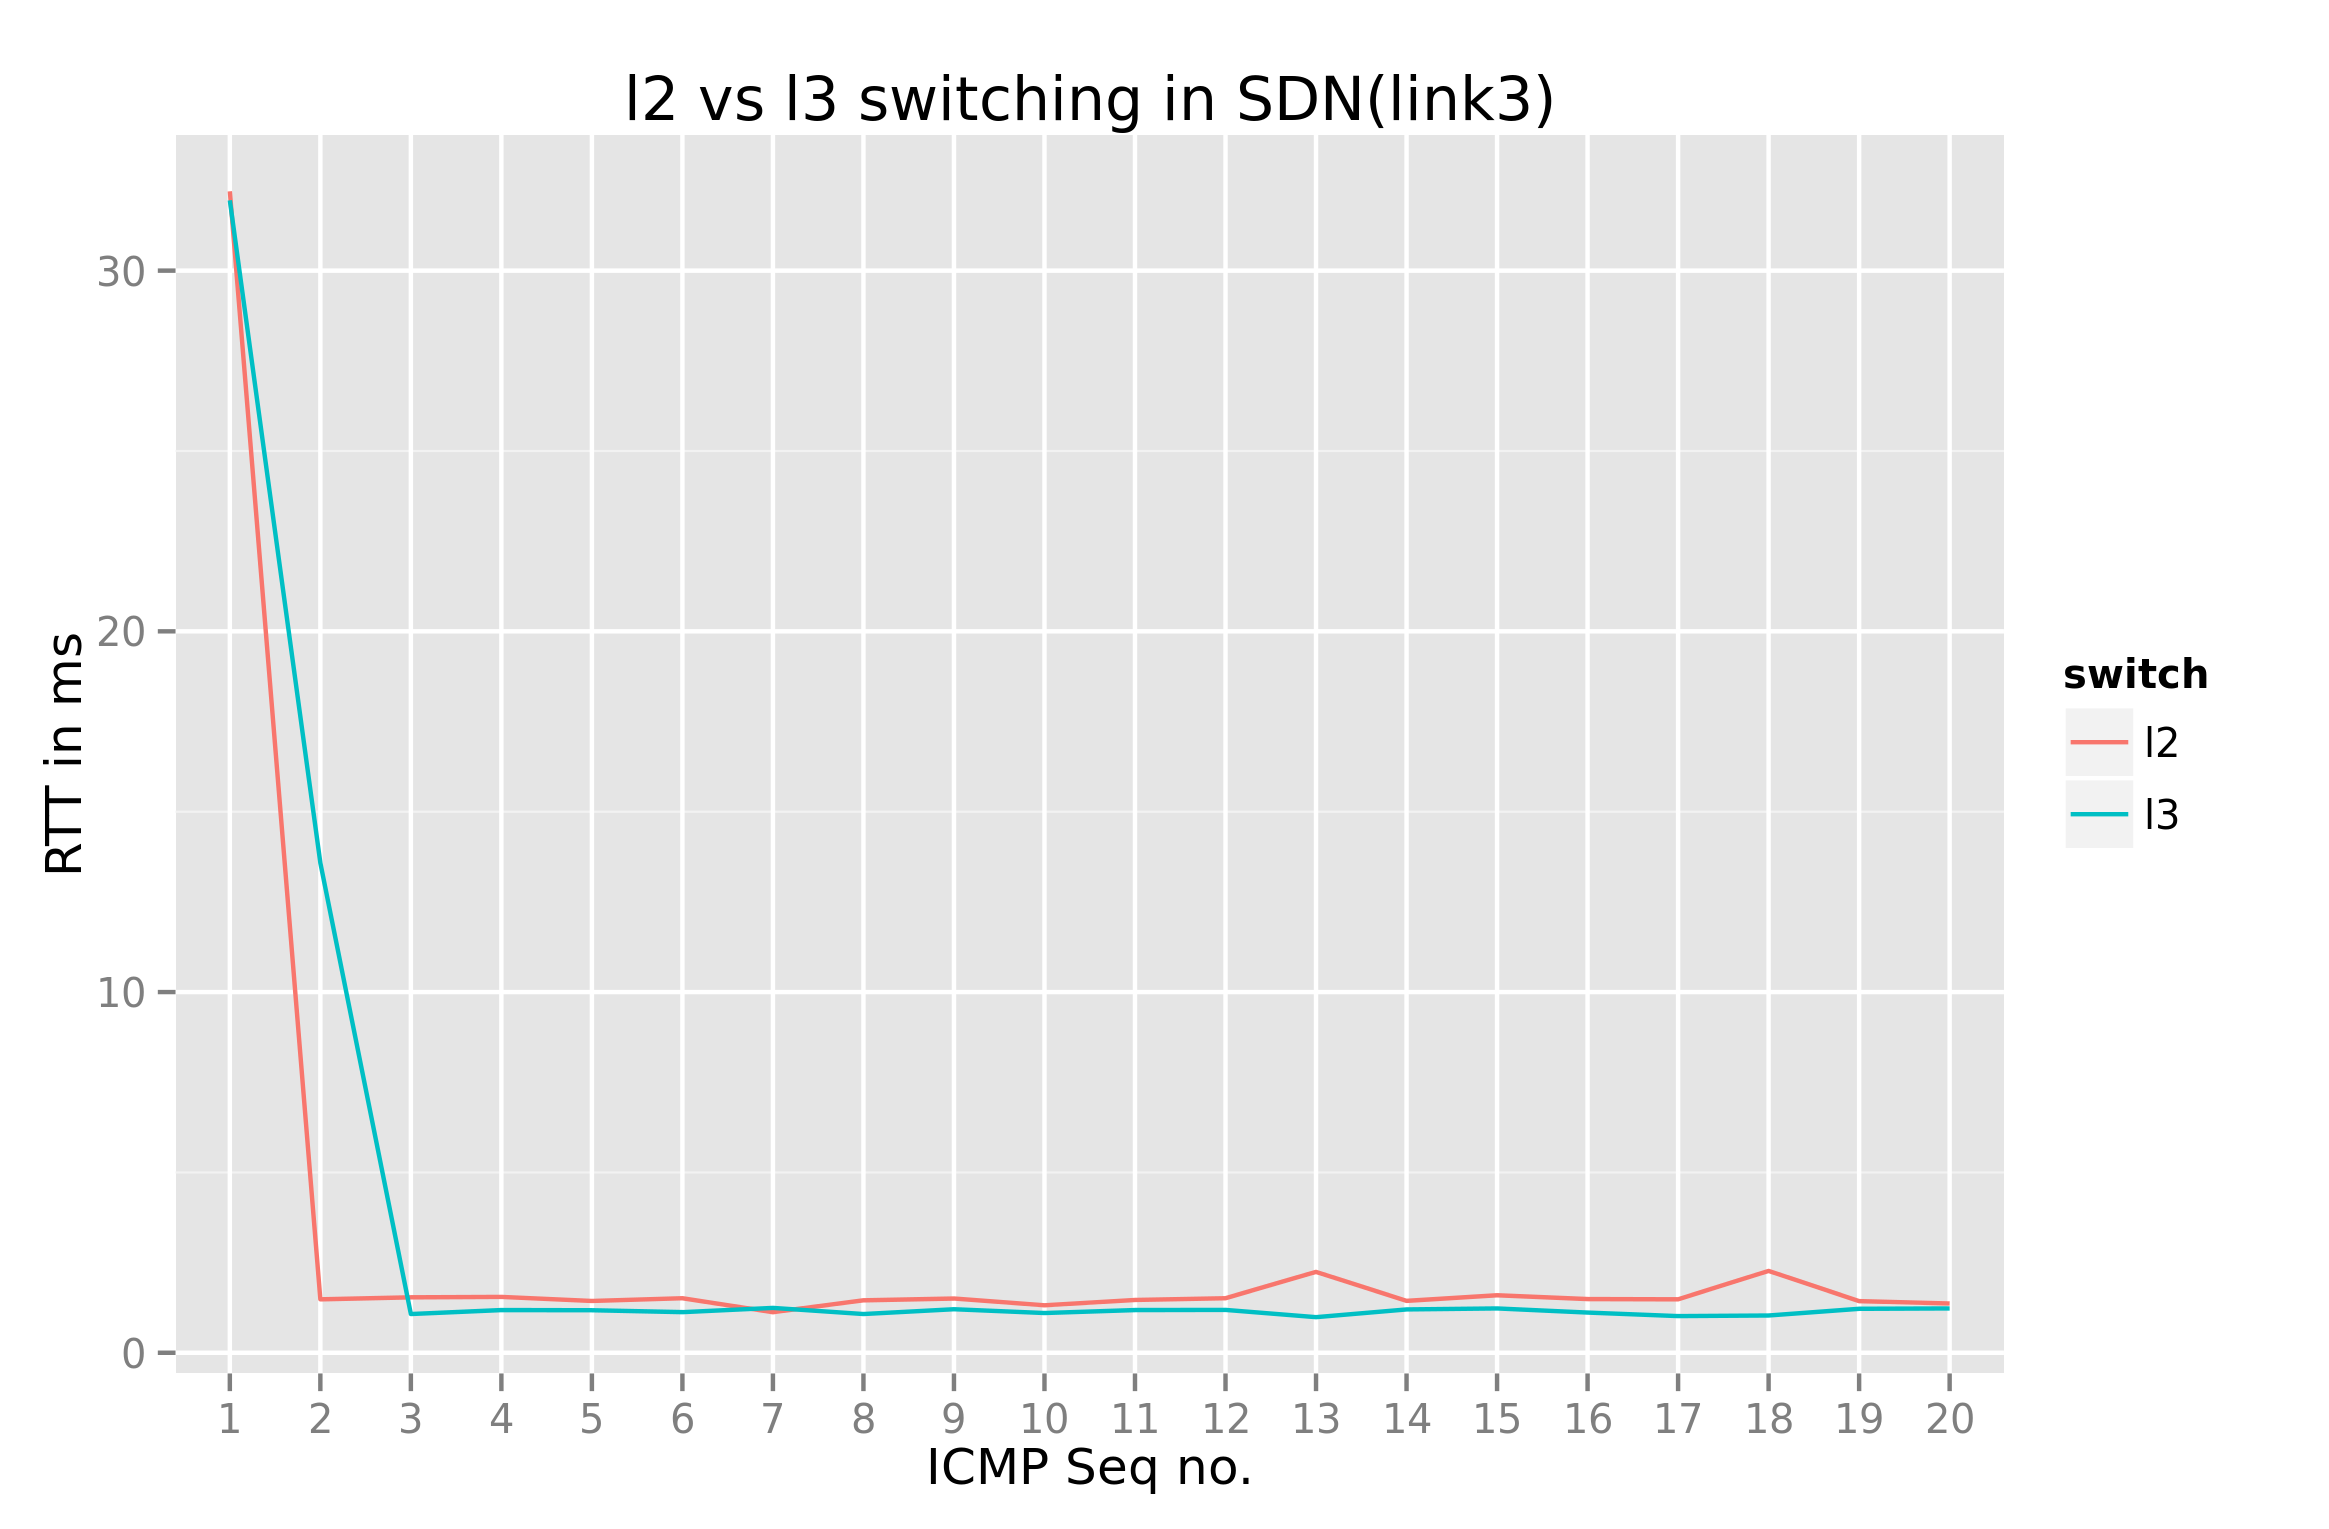 l2 vs l3 switching in SDN(link3)
RTT in ms
30
20
10
0
1 2 3 4 5 6 7 8 9 10 11 12 13 14 15 16 17 18 19 20
ICMP Seq no.
switch
l2
l3